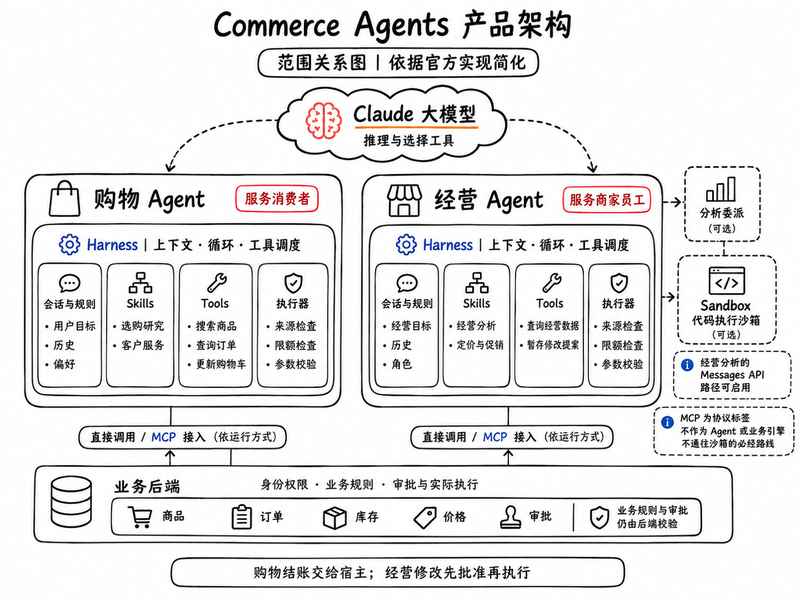 Commerce Agents 产品架构
范围关系图 | 依据官方实现简化
Claude 大模型
推理与选择工具
购物 Agent
服务消费者
Harness | 上下文 · 循环 · 工具调度
会话与规则
• 用户目标
• 历史
• 偏好
Skills
• 选购研究
• 客户服务
Tools
• 搜索商品
• 查询订单
• 更新购物车
执行器
• 来源检查
• 限额检查
• 参数校验
经营 Agent
服务商家员工
Harness | 上下文 · 循环 · 工具调度
会话与规则
• 经营目标
• 历史
• 角色
Skills
• 经营分析
• 定价与促销
Tools
• 查询经营数据
• 暂存修改提案
执行器
• 来源检查
• 限额检查
• 参数校验
分析委派
(可选)
Sandbox
代码执行沙箱
(可选)
经营分析的
Messages API
路径可启用
MCP 为协议标签
不作为 Agent 或业务引擎
不通往沙箱的必经路线
直接调用 / MCP 接入 (依运行方式)
直接调用 / MCP 接入 (依运行方式)
业务后端
身份权限 · 业务规则 · 审批与实际执行
商品
订单
库存
价格
审批
业务规则与审批
仍由后端校验
购物结账交给宿主；经营修改先批准再执行